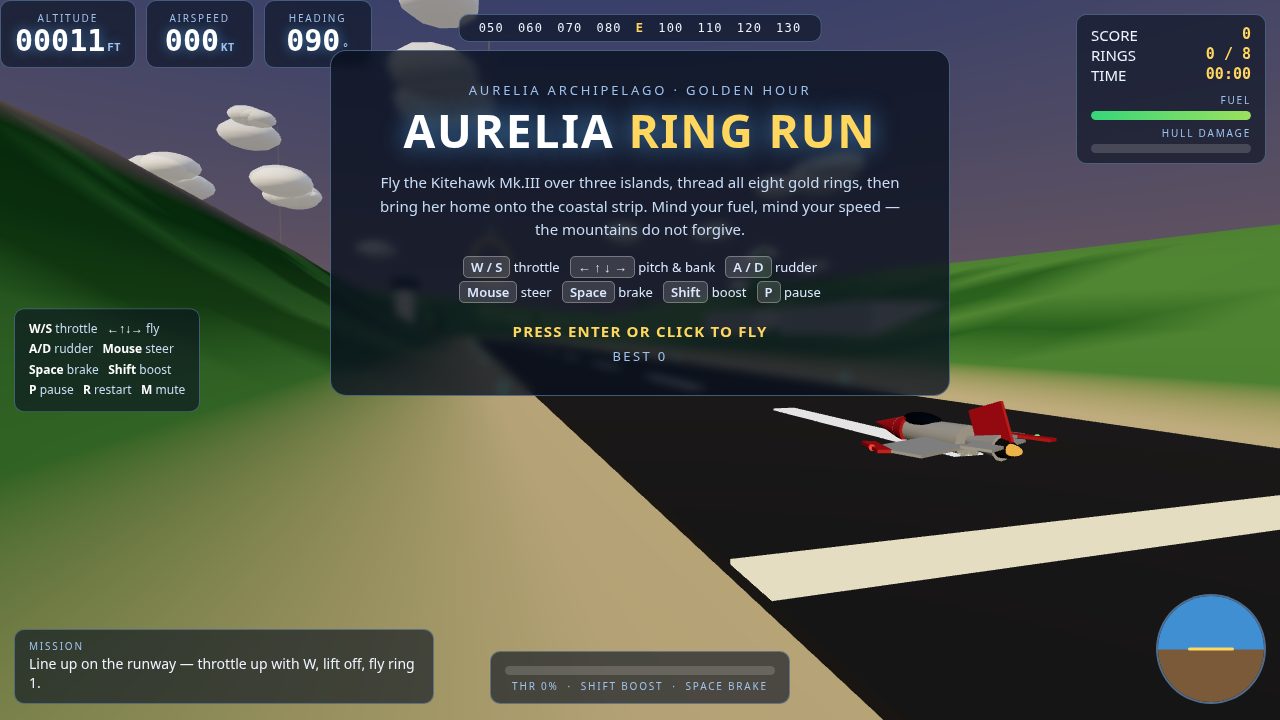 ALTITUDE
00011FT
AIRSPEED
000KT
HEADING
090°
050 060 070 080 E 100 110 120 130
SCORE 0
RINGS 0 / 8
TIME 00:00
FUEL
HULL DAMAGE
AURELIA ARCHIPELAGO · GOLDEN HOUR
AURELIA RING RUN
Fly the Kitehawk Mk.III over three islands, thread all eight gold rings, then
bring her home onto the coastal strip. Mind your fuel, mind your speed —
the mountains do not forgive.
W / S throttle ← ↑ ↓ → pitch & bank A / D rudder
Mouse steer Space brake Shift boost P pause
PRESS ENTER OR CLICK TO FLY
BEST 0
W/S throttle ←↑↓→ fly
A/D rudder Mouse steer
Space brake Shift boost
P pause R restart M mute
MISSION
Line up on the runway — throttle up with W, lift off, fly ring
1.
THR 0% · SHIFT BOOST · SPACE BRAKE